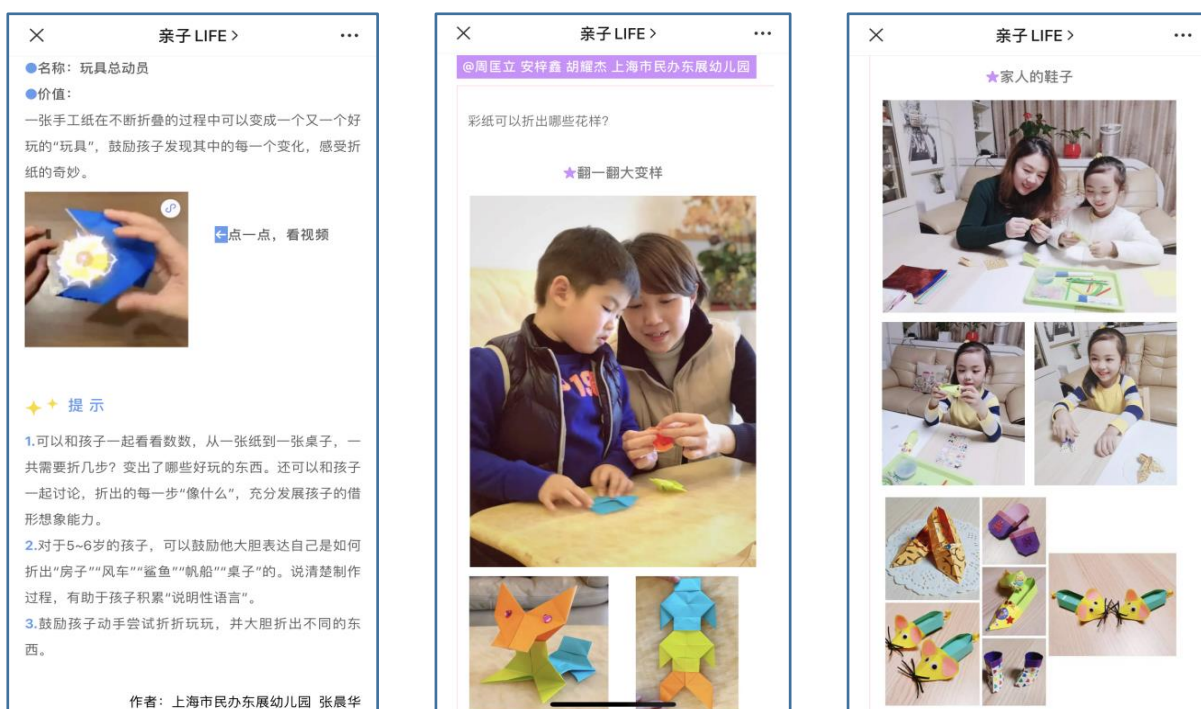 亲子 LIFE >
●名称：玩具总动员
●价值：
一张手工纸在不断折叠的过程中可以变成一个又一个好
玩的“玩具”，鼓励孩子发现其中的每一个变化，感受折
纸的奇妙。
←点一点，看视频
提示
1.可以和孩子一起看看数数，从一张纸到一张桌子，一
共需要折几步？变出了哪些好玩的东西。还可以和孩子
一起讨论，折出的每一步“像什么”，充分发展孩子的借
形想象能力。
2.对于5~6岁的孩子，可以鼓励他大胆表达自己是如何
折出“房子”“风车”“鲨鱼”“帆船”“桌子”的。说清楚制作
过程，有助于孩子积累“说明性语言”。
3.鼓励孩子动手尝试折折玩玩，并大胆折出不同的东
西。
作者：上海市民办东展幼儿园 张晨华
亲子 LIFE >
@周匡立 安梓鑫 胡耀杰 上海市民办东展幼儿园
彩纸可以折出哪些花样？
★翻一翻大变样
亲子 LIFE >
★家人的鞋子